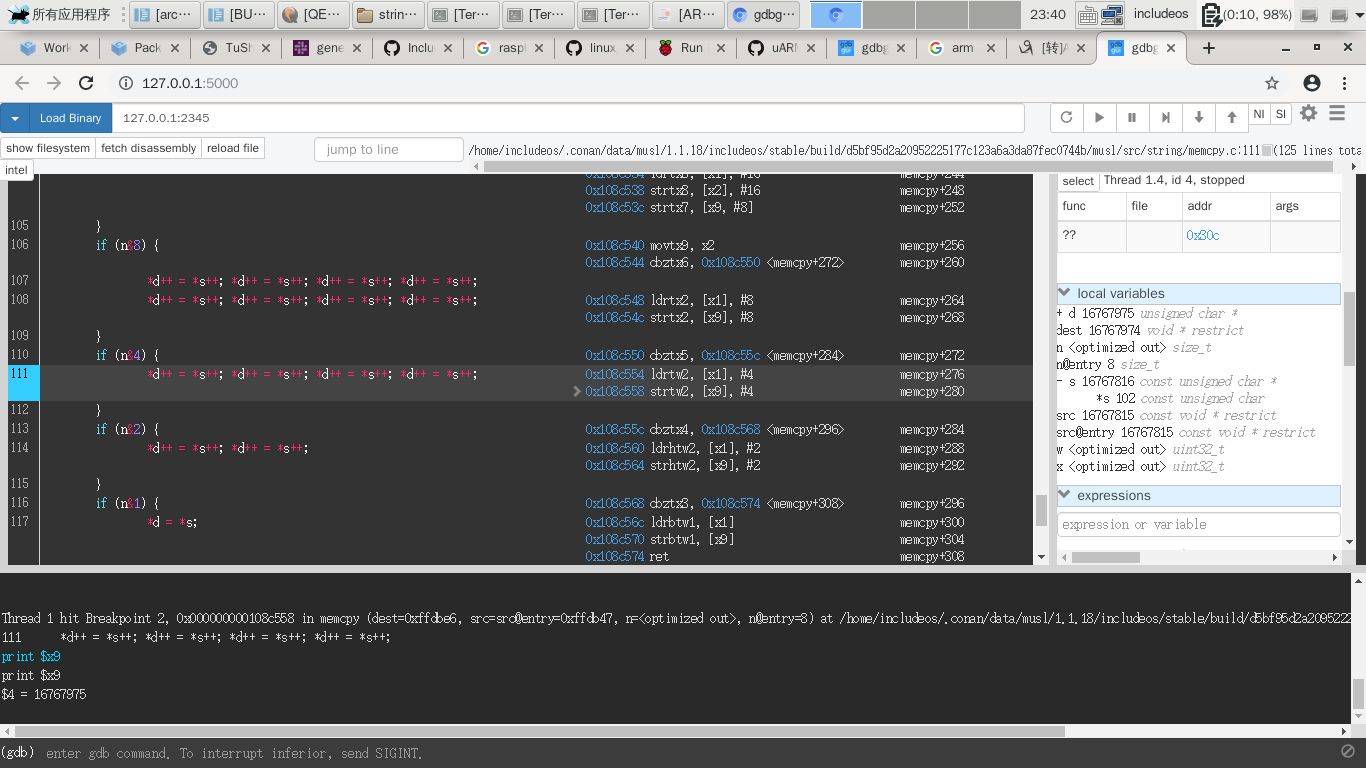 所有应用程序 [arc… [BU… [QE… strin… [Ter… [Ter… [Ter… [AR… gdbg… 23:40 includeos (0:10, 98%)
Work Pack TuSh gene Inclu raspl linux Run uARM gdbg arm [转]A gdbg
127.0.0.1:5000
Load Binary 127.0.0.1:2345 NI SI
show filesystem fetch disassembly reload file jump to line /home/includeos/.conan/data/musl/1.1.18/includeos/stable/build/d5bf95d2a20952225177c123a6a3da87fec0744b/musl/src/string/memcpy.c:111 (125 lines tota
intel
0x108c538 strtx8, [x2], #16 memcpy+248
0x108c53c strtx7, [x9, #8] memcpy+252
105 }
106 if (n&8) { 0x108c540 movtx9, x2 memcpy+256
0x108c544 cbztx6, 0x108c550 <memcpy+272> memcpy+260
107 *d++ = *s++; *d++ = *s++; *d++ = *s++; *d++ = *s++;
108 *d++ = *s++; *d++ = *s++; *d++ = *s++; *d++ = *s++; 0x108c548 ldrtx2, [x1], #8 memcpy+264
0x108c54c strtx2, [x9], #8 memcpy+268
109 }
110 if (n&4) { 0x108c550 cbztx5, 0x108c55c <memcpy+284> memcpy+272
111 *d++ = *s++; *d++ = *s++; *d++ = *s++; *d++ = *s++; 0x108c554 ldrtw2, [x1], #4 memcpy+276
0x108c558 strtw2, [x9], #4 memcpy+280
112 }
113 if (n&2) { 0x108c55c cbztx4, 0x108c568 <memcpy+296> memcpy+284
114 *d++ = *s++; *d++ = *s++; 0x108c560 ldrhtw2, [x1], #2 memcpy+288
0x108c564 strhtw2, [x9], #2 memcpy+292
115 }
116 if (n&1) { 0x108c568 cbztx3, 0x108c574 <memcpy+308> memcpy+296
117 *d = *s; 0x108c56c ldrbtw1, [x1] memcpy+300
0x108c570 strbtw1, [x9] memcpy+304
0x108c574 ret memcpy+308
select Thread 1.4, id 4, stopped
func file addr args
?? 0x30c
local variables
+ d 16767975 unsigned char *
dest 16767974 void * restrict
n <optimized out> size_t
n@entry 8 size_t
- s 16767816 const unsigned char *
*s 102 const unsigned char
src 16767815 const void * restrict
src@entry 16767815 const void * restrict
w <optimized out> uint32_t
x <optimized out> uint32_t
expressions
expression or variable
Thread 1 hit Breakpoint 2, 0x000000000108c558 in memcpy (dest=0xffdbe6, src=src@entry=0xffdb47, n=<optimized out>, n@entry=8) at /home/includeos/.conan/data/musl/1.1.18/includeos/stable/build/d5bf95d2a2095222
111 *d++ = *s++; *d++ = *s++; *d++ = *s++; *d++ = *s++;
print $x9
print $x9
$4 = 16767975
(gdb) enter gdb command. To interrupt inferior, send SIGINT.